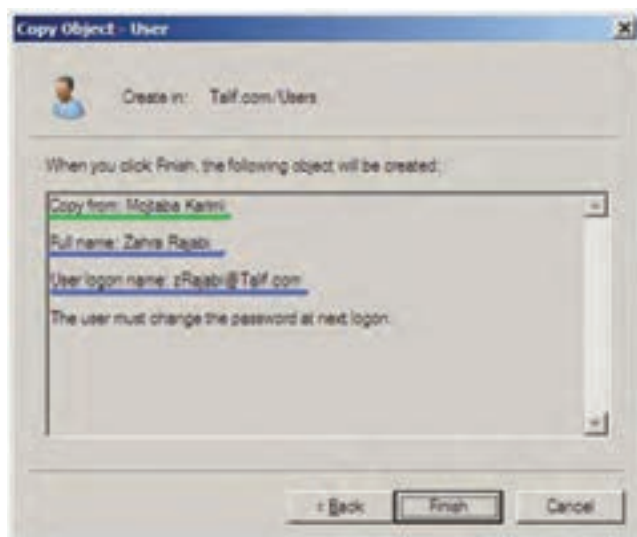 Copy Object - User
Create in: Talif.com/Users
When you click Finish, the following object will be created:
Copy from: Mojtaba Karimi
Full name: Zahra Rajabi
User logon name: zRajabi@Talif.com
The user must change the password at next logon.
< Back
Finish
Cancel